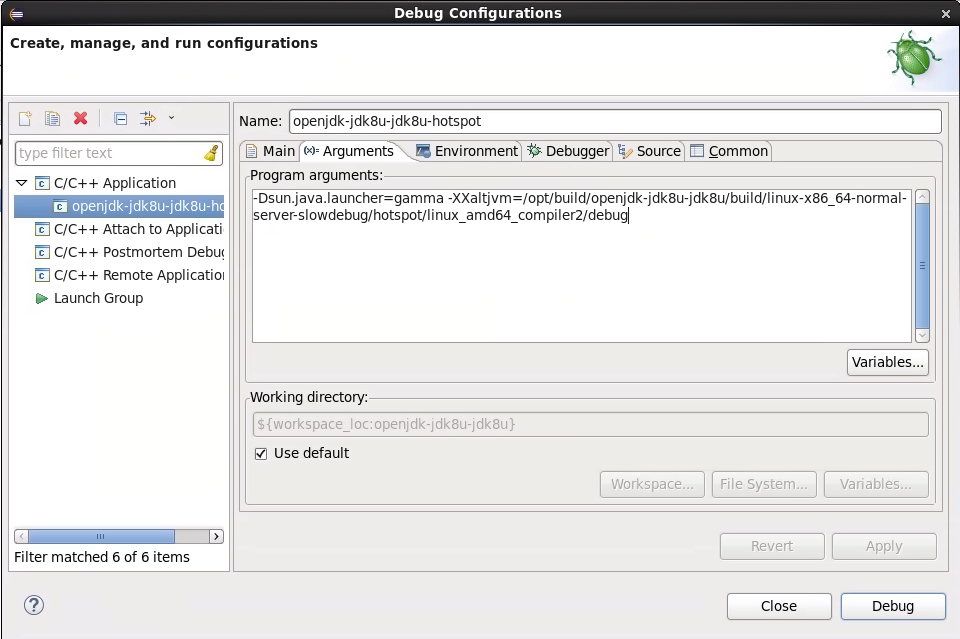 Debug Configurations
Create, manage, and run configurations
Name: openjdk-jdk8u-jdk8u-hotspot
type filter text
Main (x)= Arguments Environment Debugger Source Common
C/C++ Application
openjdk-jdk8u-jdk8u-ho
C/C++ Attach to Applicati
C/C++ Postmortem Debug
C/C++ Remote Application
Launch Group
Filter matched 6 of 6 items
Program arguments:
-Dsun.java.launcher=gamma -XXaltjvm=/opt/build/openjdk-jdk8u-jdk8u/build/linux-x86_64-normal-
server-slowdebug/hotspot/linux_amd64_compiler2/debug
Variables...
Working directory:
${workspace_loc:openjdk-jdk8u-jdk8u}
Use default
Workspace... File System... Variables...
Revert Apply
? Close Debug